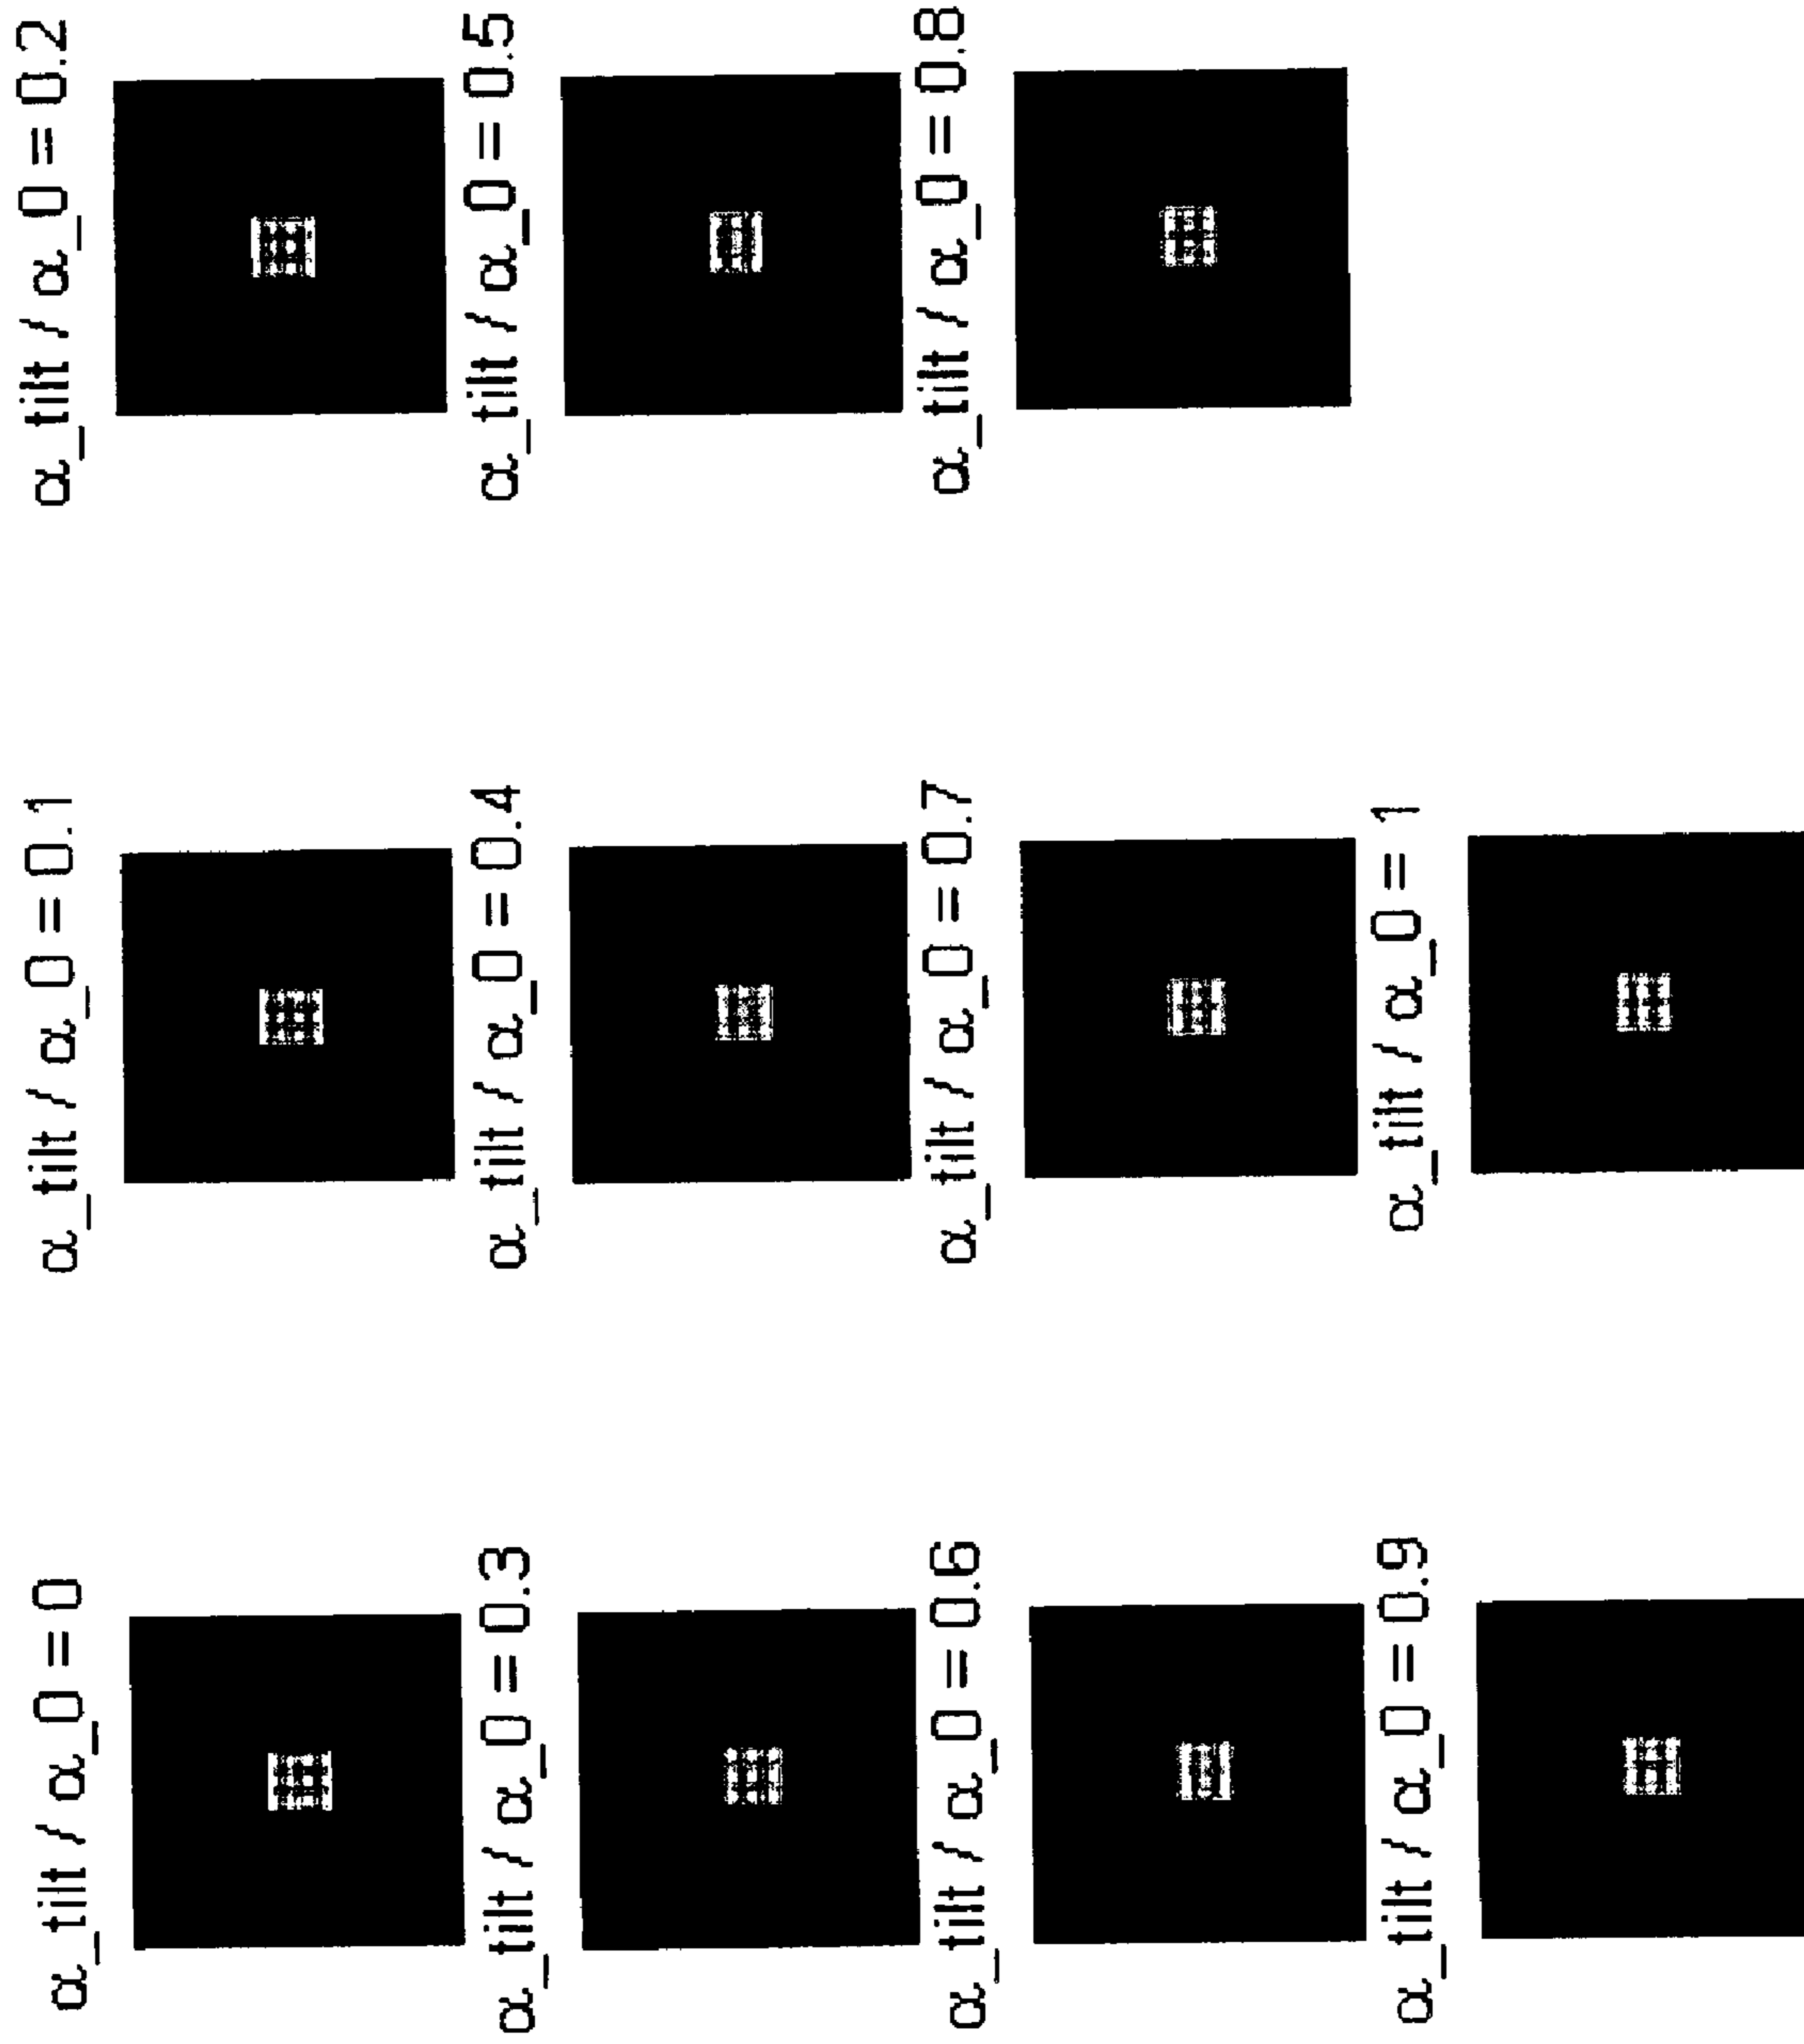 α_tilt / α_0 = 0
α_tilt / α_0 = 0.1
α_tilt / α_0 = 0.2
α_tilt / α_0 = 0.3
α_tilt / α_0 = 0.4
α_tilt / α_0 = 0.5
α_tilt / α_0 = 0.6
α_tilt / α_0 = 0.7
α_tilt / α_0 = 0.8
α_tilt / α_0 = 0.9
α_tilt / α_0 = 1